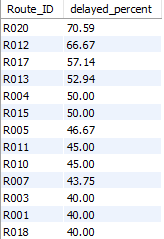 Route_ID delayed_percent
R020 70.59
R012 66.67
R017 57.14
R013 52.94
R004 50.00
R015 50.00
R005 46.67
R011 45.00
R010 45.00
R007 43.75
R003 40.00
R001 40.00
R018 40.00